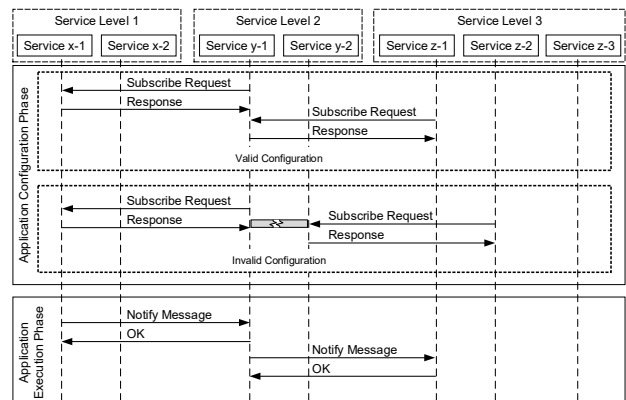 Service Level 1 Service Level 2 Service Level 3
Service x-1 Service x-2 Service y-1 Service y-2 Service z-1 Service z-2 Service z-3
Application Configuration Phase
Subscribe Request
Response
Subscribe Request
Response
Valid Configuration
Subscribe Request
Response
Subscribe Request
Response
Invalid Configuration
Application
Execution Phase
Notify Message
OK
Notify Message
OK